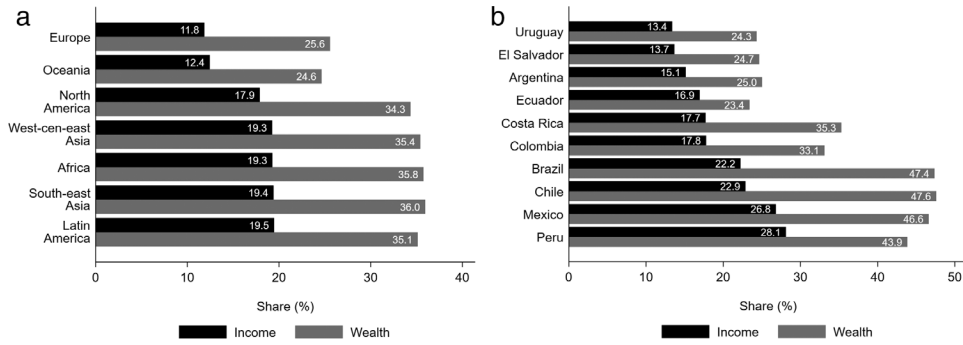 a
Europe
11.8
25.6
Oceania
12.4
24.6
North
America
17.9
34.3
West-cen-east
Asia
19.3
35.4
Africa
19.3
35.8
South-east
Asia
19.4
36.0
Latin
America
19.5
35.1
0 10 20 30 40
Share (%)
Income Wealth
b
Uruguay
13.4
24.3
El Salvador
13.7
24.7
Argentina
15.1
25.0
Ecuador
16.9
23.4
Costa Rica
17.7
35.3
Colombia
17.8
33.1
Brazil
22.2
47.4
Chile
22.9
47.6
Mexico
26.8
46.6
Peru
28.1
43.9
0 10 20 30 40 50
Share (%)
Income Wealth